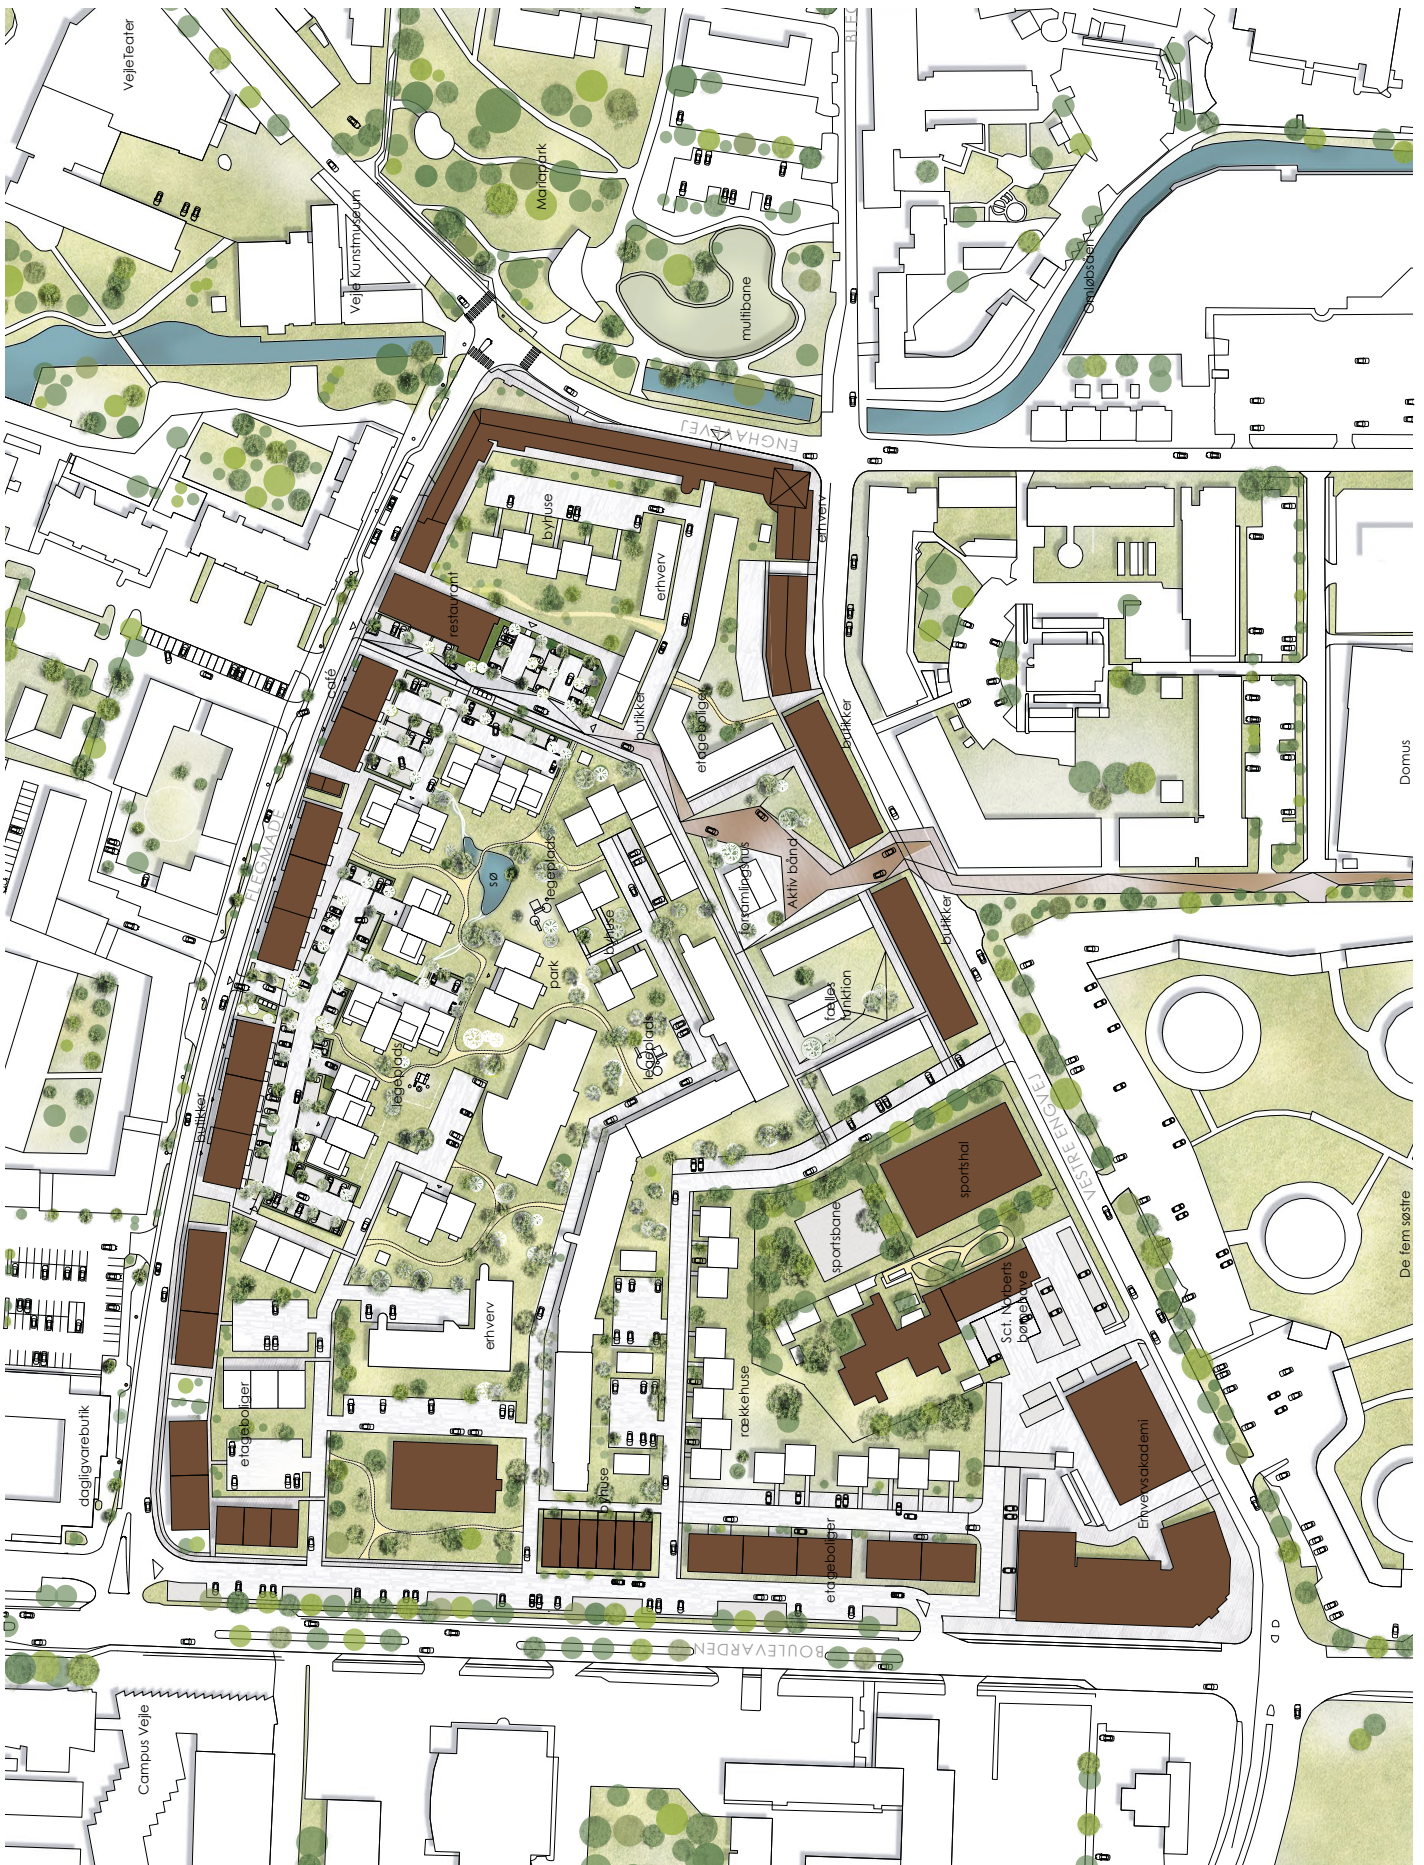 VejleTeater
BLEG
Mariapark
Vejle Kunstmuseum
Omløbsåen
multibane
ENGHAVEVEJ
byhuse
erhverv
erhverv
restaurant
café
butikker
etageboliger
butikker
Domus
FLEGMADE
sø
legeplads
forsamlingshus
Aktiv bånd
byhuse
butikker
park
fælles
funktion
legeplads
legeplads
butikker
VESTRE ENGVEJ
sportshal
sportsbane
De fem søstre
Sct. Norberts
børnehave
erhverv
rækkehuse
etageboliger
dagligvarebutik
byhuse
Erhvervsakademi
etageboliger
BOULEVARDEN
Campus Vejle